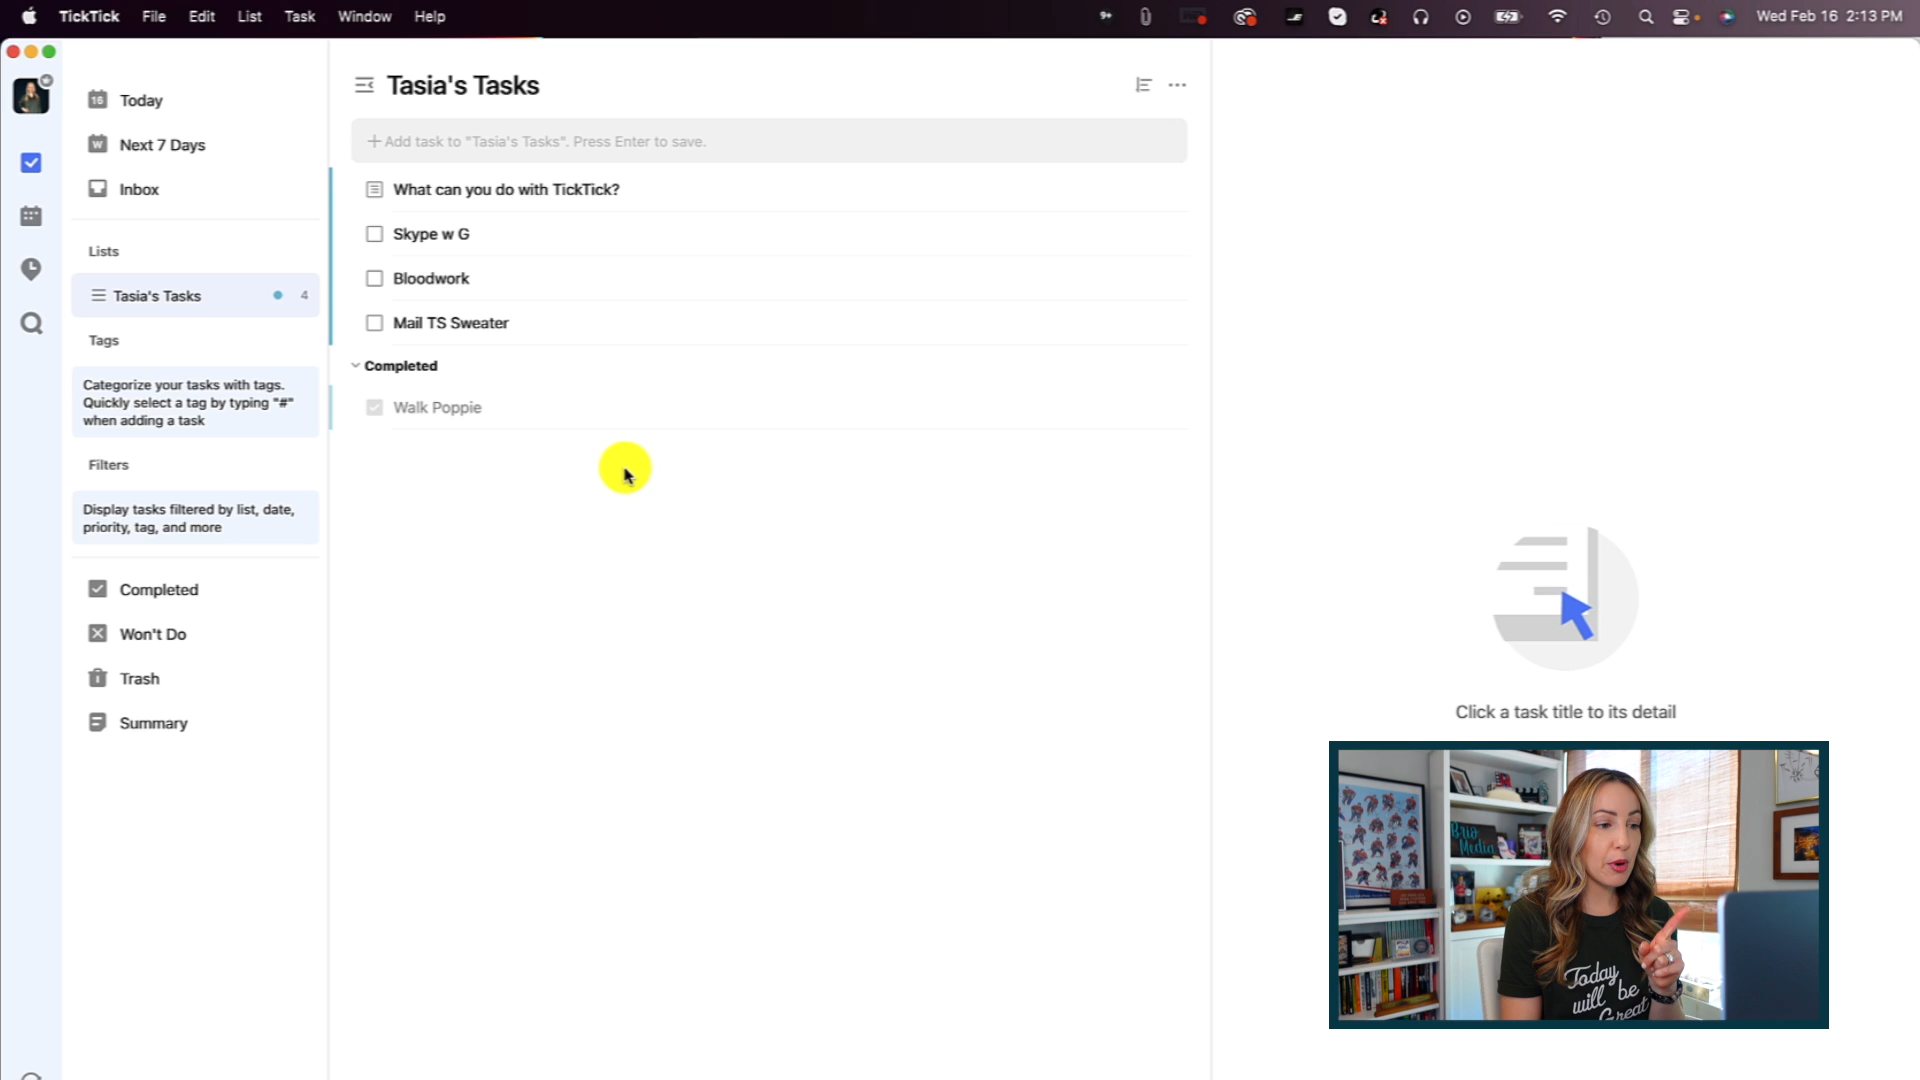 TickTick File Edit List Task Window Help
9+
Wed Feb 16 2:13 PM
16 Today
W Next 7 Days
Inbox
Lists
Tasia's Tasks 4
Tags
Categorize your tasks with tags.
Quickly select a tag by typing "#"
when adding a task
Filters
Display tasks filtered by list, date,
priority, tag, and more
Completed
Won't Do
Trash
Summary
Tasia's Tasks
Add task to "Tasia's Tasks". Press Enter to save.
What can you do with TickTick?
Skype w G
Bloodwork
Mail TS Sweater
Completed
Walk Poppie
Click a task title to its detail
Brio
Media
Today
will be
Great